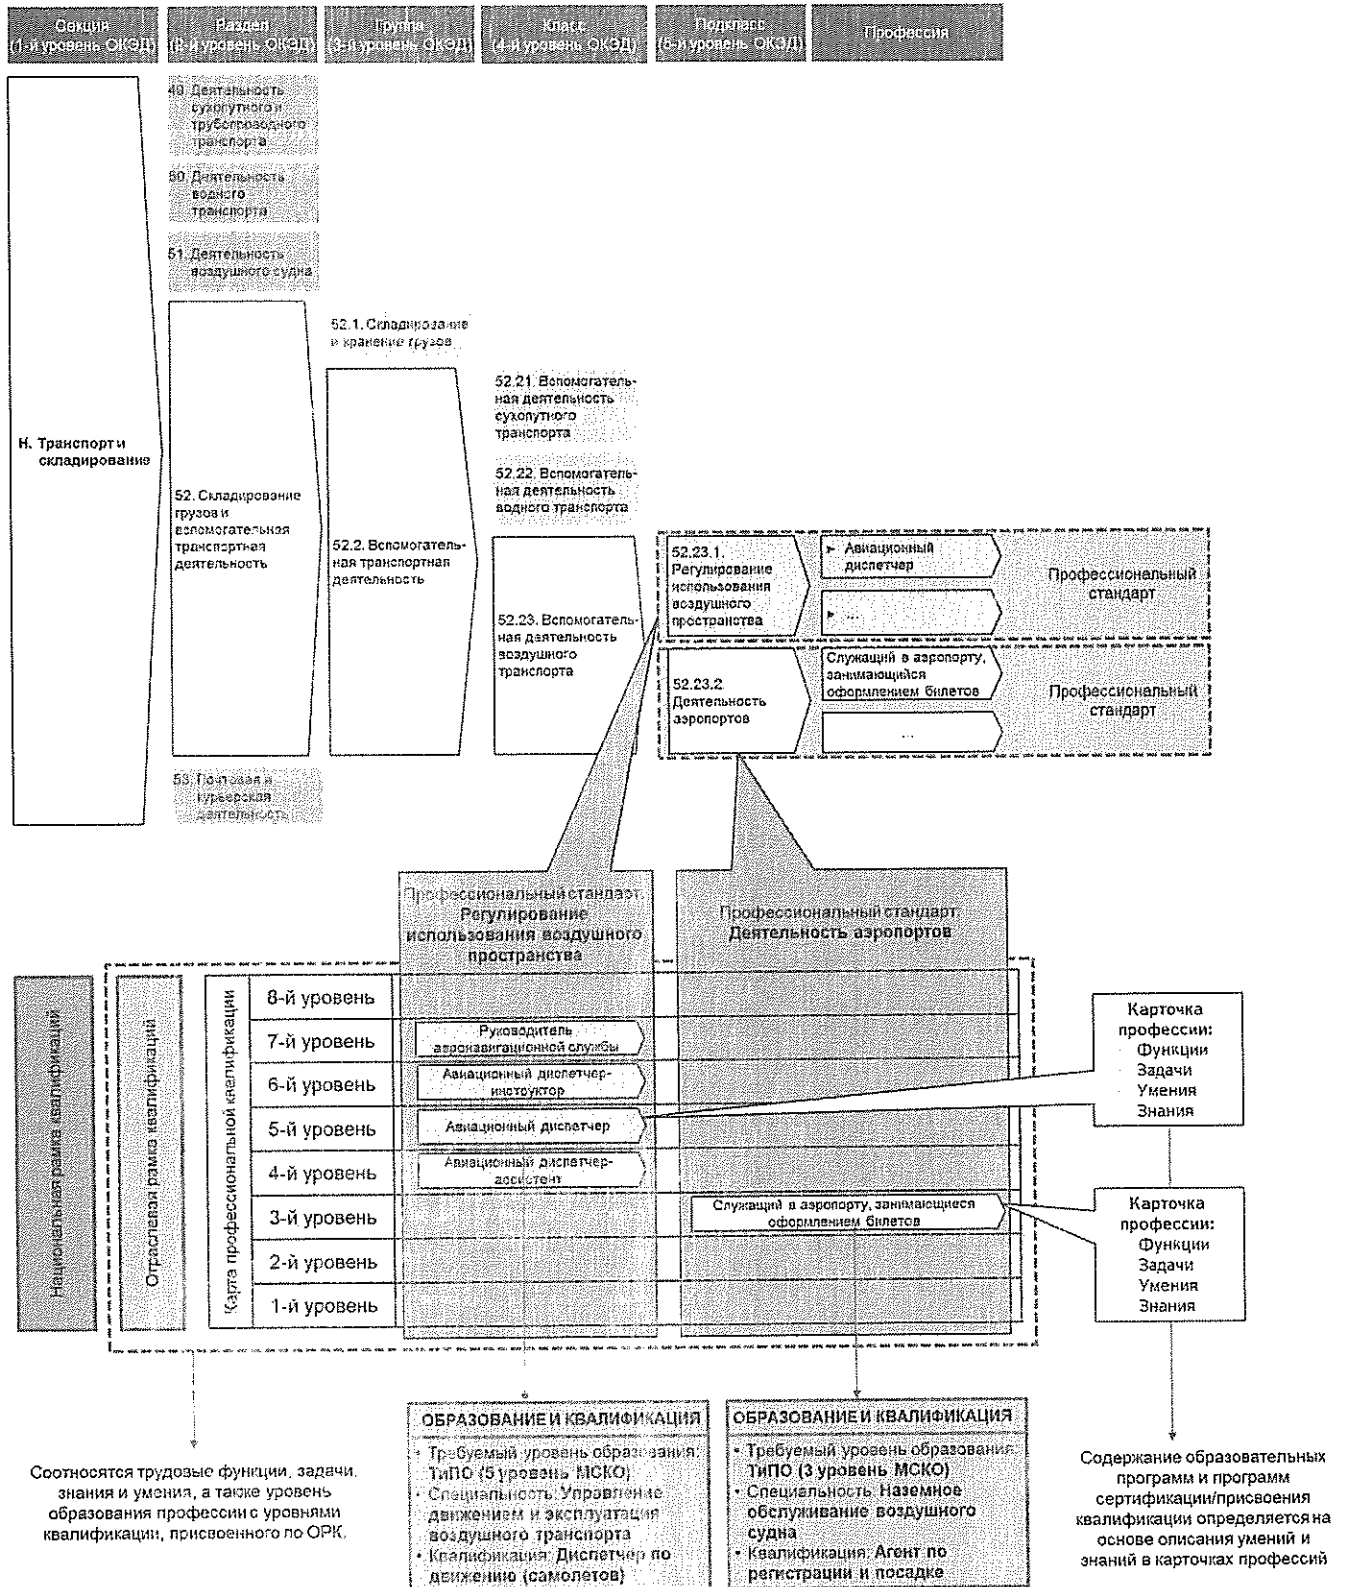 Секция
(1-й уровень ОКЭД)
Раздел
(2-й уровень ОКЭД)
Группа
(3-й уровень ОКЭД)
Класс
(4-й уровень ОКЭД)
Подкласс
(5-й уровень ОКЭД)
Профессия
H. Транспорт и
складирование
49. Деятельность
сухопутного и
трубопроводного
транспорта
50. Деятельность
водного
транспорта
51. Деятельность
воздушного судна
52. Складирование
грузов и
вспомогательная
транспортная
деятельность
53. Почтовая и
курьерская
деятельность
52.1. Складирование
и хранение грузов
52.2. Вспомогатель-
ная транспортная
деятельность
52.21. Вспомогатель-
ная деятельность
сухопутного
транспорта
52.22. Вспомогатель-
ная деятельность
водного транспорта
52.23. Вспомогатель-
ная деятельность
воздушного
транспорта
52.23.1.
Регулирование
использования
воздушного
пространства
➢ Авиационный
диспетчер
➢ ...
Профессиональный
стандарт
52.23.2.
Деятельность
аэропортов
Служащий в аэропорту,
занимающийся
оформлением билетов
...
Профессиональный
стандарт
Профессиональный стандарт:
Регулирование
использования воздушного
пространства
Профессиональный стандарт:
Деятельность аэропортов
Национальная рамка квалификаций
Отраслевая рамка квалификаций
Карта профессиональной квалификации
8-й уровень
7-й уровень
Руководитель
аэронавигационной службы
6-й уровень
Авиационный диспетчер-
инструктор
5-й уровень
Авиационный диспетчер
4-й уровень
Авиационный диспетчер-
ассистент
3-й уровень
Служащий в аэропорту, занимающиеся
оформлением билетов
2-й уровень
1-й уровень
Карточка
профессии:
Функции
Задачи
Умения
Знания
Карточка
профессии:
Функции
Задачи
Умения
Знания
Соотносятся трудовые функции, задачи,
знания и умения, а также уровень
образования профессии с уровнями
квалификации, присвоенного по ОРК.
ОБРАЗОВАНИЕ И КВАЛИФИКАЦИЯ
• Требуемый уровень образования:
ТиПО (5 уровень МСКО)
• Специальность: Управление
движением и эксплуатация
воздушного транспорта
• Квалификация: Диспетчер по
движению (самолетов)
ОБРАЗОВАНИЕ И КВАЛИФИКАЦИЯ
• Требуемый уровень образования:
ТиПО (3 уровень МСКО)
• Специальность: Наземное
обслуживание воздушного
судна
• Квалификация: Агент по
регистрации и посадке
Содержание образовательных
программ и программ
сертификации/присвоения
квалификации определяется на
основе описания умений и
знаний в карточках профессий